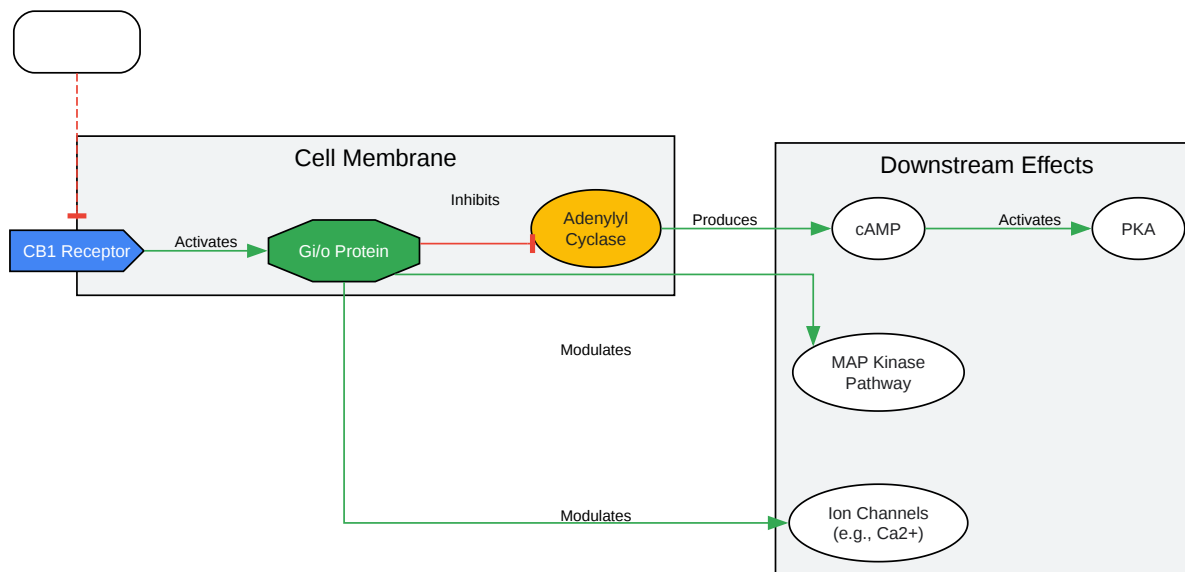 Cell Membrane
Downstream Effects
Inhibits
Adenylyl
Cyclase
Produces
cAMP
Activates
PKA
CB1 Receptor
Activates
Gi/o Protein
Modulates
MAP Kinase
Pathway
Modulates
Ion Channels
(e.g., Ca2+)